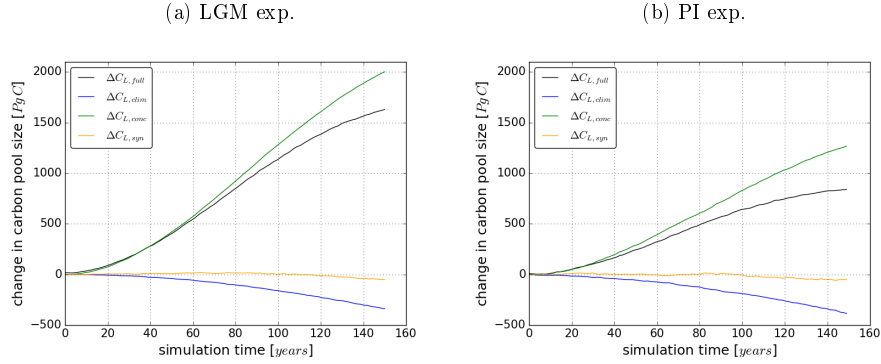 (a) LGM exp.
2000
1500
1000
500
0
−500
change in carbon pool size [Pg C]
ΔC_{L,full}
ΔC_{L,clim}
ΔC_{L,conc}
ΔC_{L,syn}
0 20 40 60 80 100 120 140 160
simulation time [years]
(b) PI exp.
2000
1500
1000
500
0
−500
change in carbon pool size [Pg C]
ΔC_{L,full}
ΔC_{L,clim}
ΔC_{L,conc}
ΔC_{L,syn}
0 20 40 60 80 100 120 140 160
simulation time [years]